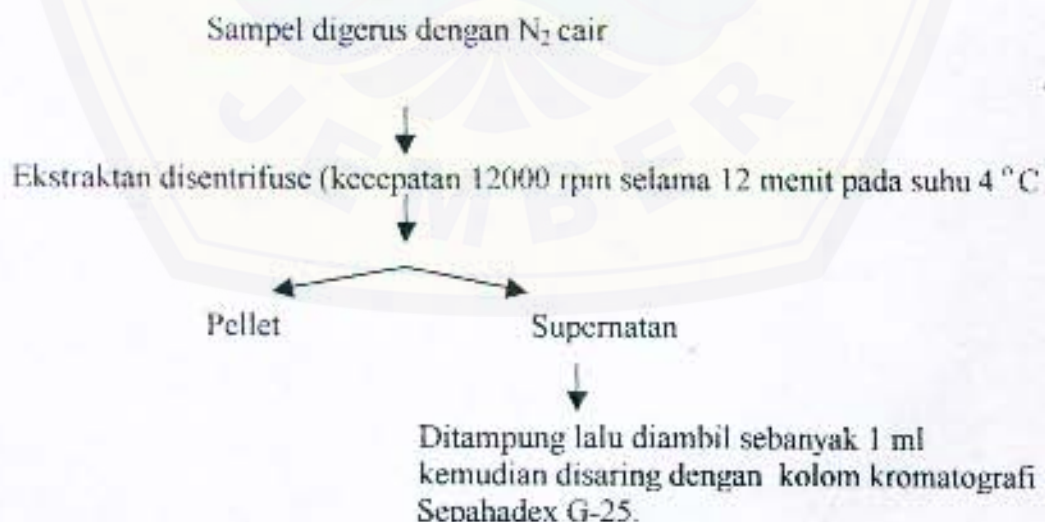 Sampel digerus dengan N₂ cair
Ekstraktan disentrifuse (kecepatan 12000 rpm selama 12 menit pada suhu 4 °C
Pellet
Supernatan
Ditampung lalu diambil sebanyak 1 ml
kemudian disaring dengan kolom kromatografi
Sepahadex G-25.
JEMBER